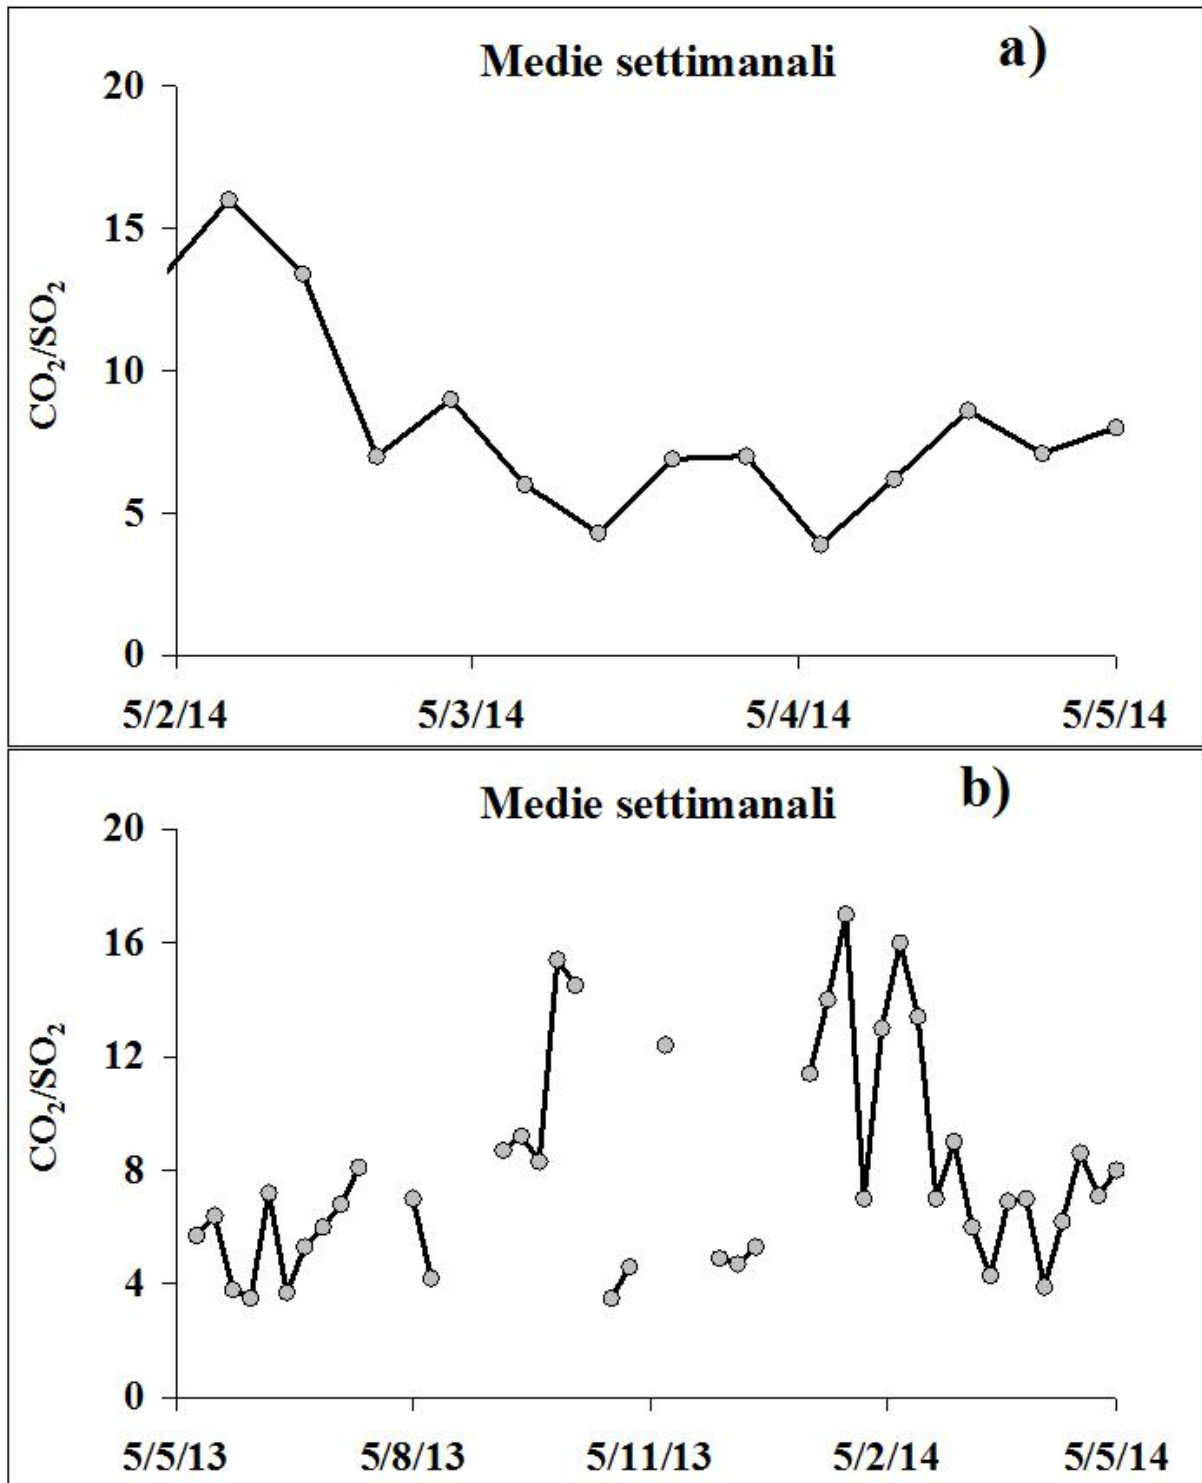 Medie settimanali
a)
20
15
10
5
0
CO₂/SO₂
5/2/14 5/3/14 5/4/14 5/5/14
Medie settimanali
b)
20
16
12
8
4
0
CO₂/SO₂
5/5/13 5/8/13 5/11/13 5/2/14 5/5/14